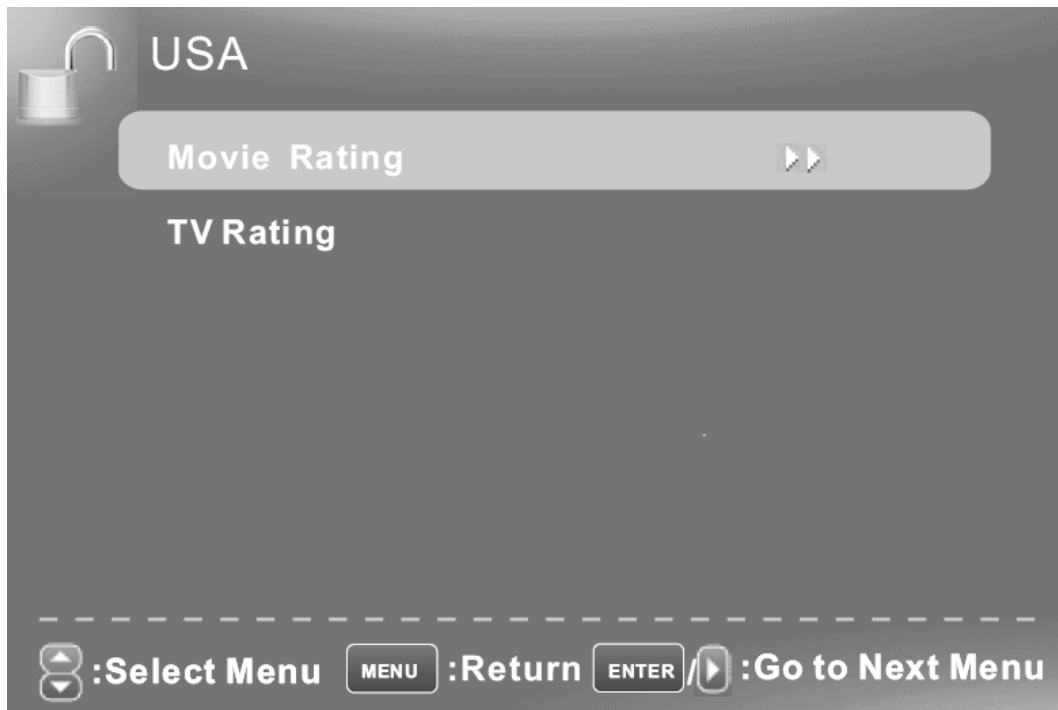 USA
Movie Rating
TV Rating
:Select Menu MENU :Return ENTER/ :Go to Next Menu